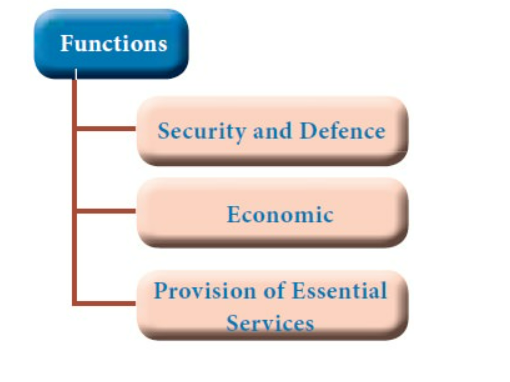 Functions
Security and Defence
Economic
Provision of Essential
Services